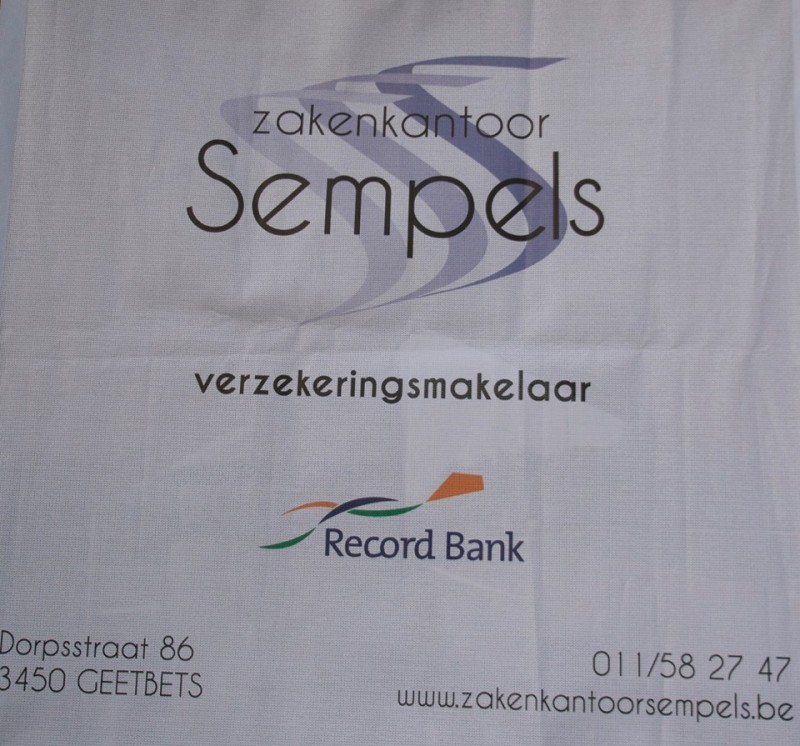 zakenkantoor
Sempels
verzekeringsmakelaar
Record Bank
Dorpsstraat 86
3450 GEETBETS
011/58 27 47
www.zakenkantoorsempels.be